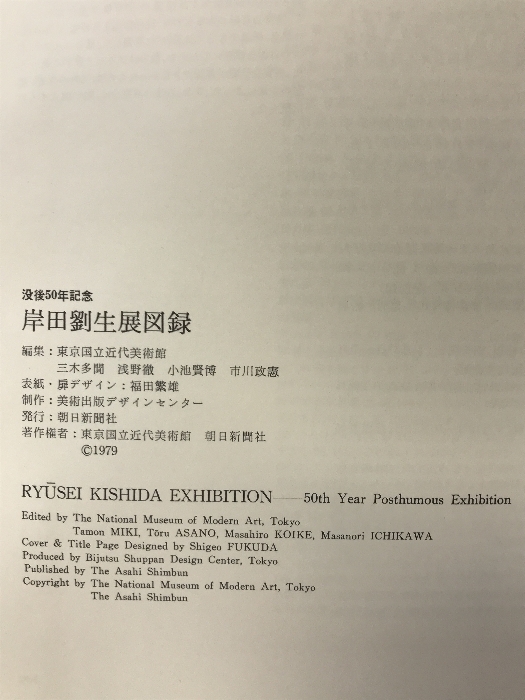 没後50年記念
岸田劉生展図録
編集：東京国立近代美術館
三木多聞　浅野徹　小池賢博　市川政憲
表紙・扉デザイン：福田繁雄
制作：美術出版デザインセンター
発行：朝日新聞社
著作権者：東京国立近代美術館　朝日新聞社
©1979
RYŪSEI KISHIDA EXHIBITION——50th Year Posthumous Exhibition
Edited by The National Museum of Modern Art, Tokyo
Tamon MIKI, Tōru ASANO, Masahiro KOIKE, Masanori ICHIKAWA
Cover & Title Page Designed by Shigeo FUKUDA
Produced by Bijutsu Shuppan Design Center, Tokyo
Published by The Asahi Shimbun
Copyright by The National Museum of Modern Art, Tokyo
The Asahi Shimbun